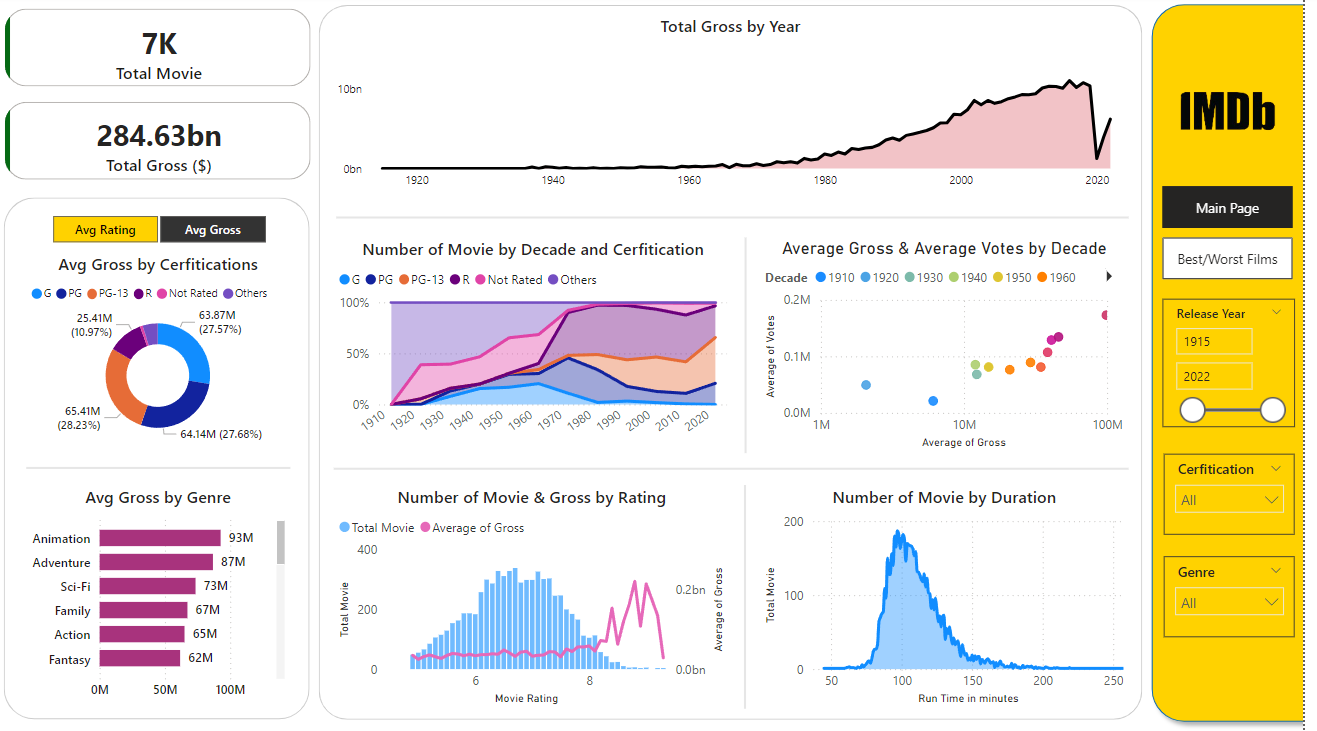 7K
Total Movie
284.63bn
Total Gross ($)
Avg Rating Avg Gross
Avg Gross by Cerfitications
G PG PG-13 R Not Rated Others
63.87M
(27.57%)
64.14M (27.68%)
65.41M
(28.23%)
25.41M
(10.97%)
Avg Gross by Genre
Animation 93M
Adventure 87M
Sci-Fi 73M
Family 67M
Action 65M
Fantasy 62M
0M 50M 100M
Total Gross by Year
10bn
0bn
1920 1940 1960 1980 2000 2020
Number of Movie by Decade and Cerfitication
G PG PG-13 R Not Rated Others
100%
50%
0%
1910 1920 1930 1940 1950 1960 1970 1980 1990 2000 2010 2020
Average Gross & Average Votes by Decade
Decade 1910 1920 1930 1940 1950 1960
Average of Votes
0.2M
0.1M
0.0M
1M 10M 100M
Average of Gross
Number of Movie & Gross by Rating
Total Movie Average of Gross
Total Movie
400
200
0
6 8
Movie Rating
0.2bn
0.0bn
Average of Gross
Number of Movie by Duration
Total Movie
200
100
0
50 100 150 200 250
Run Time in minutes
IMDb
Main Page
Best/Worst Films
Release Year
1915
2022
Cerfitication
All
Genre
All